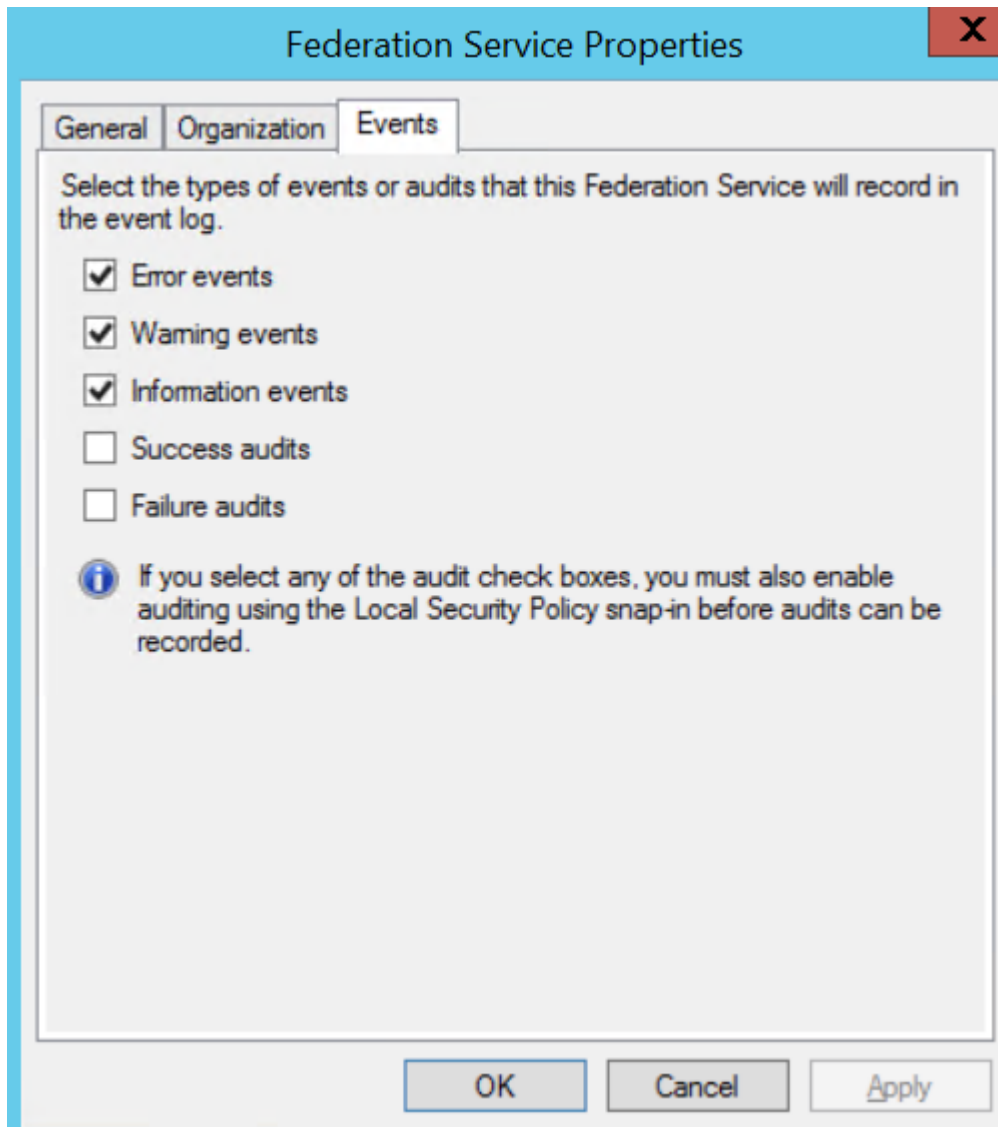 Federation Service Properties
X
General Organization Events
Select the types of events or audits that this Federation Service will record in
the event log.
Error events
Warning events
Information events
Success audits
Failure audits
If you select any of the audit check boxes, you must also enable
auditing using the Local Security Policy snap-in before audits can be
recorded.
OK Cancel Apply